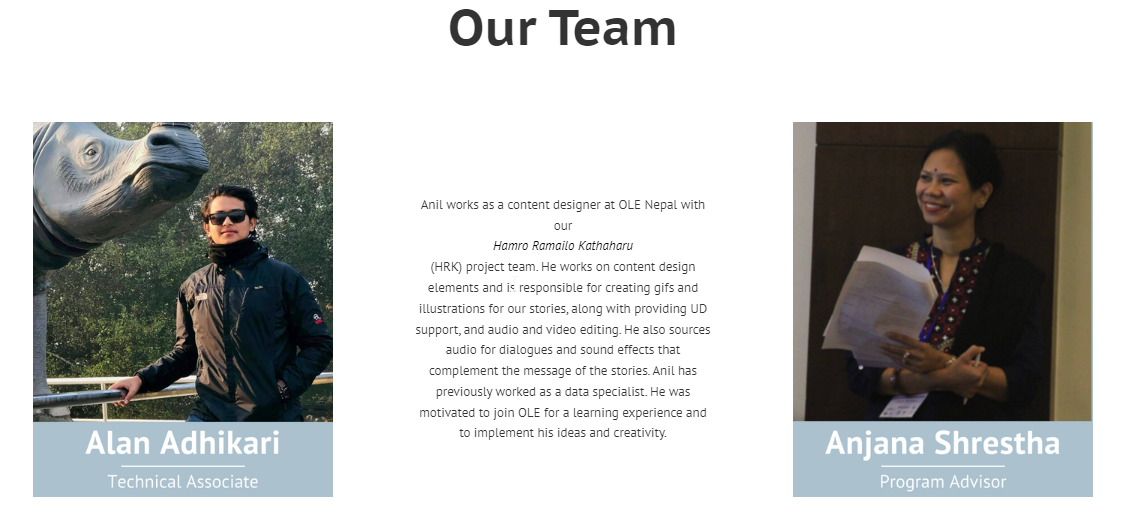 Our Team
Anil works as a content designer at OLE Nepal with
our
Hamro Ramailo Kathaharu
(HRK) project team. He works on content design
elements and is responsible for creating gifs and
illustrations for our stories, along with providing UD
support, and audio and video editing. He also sources
audio for dialogues and sound effects that
complement the message of the stories. Anil has
previously worked as a data specialist. He was
motivated to join OLE for a learning experience and
to implement his ideas and creativity.
Alan Adhikari
Technical Associate
Anjana Shrestha
Program Advisor